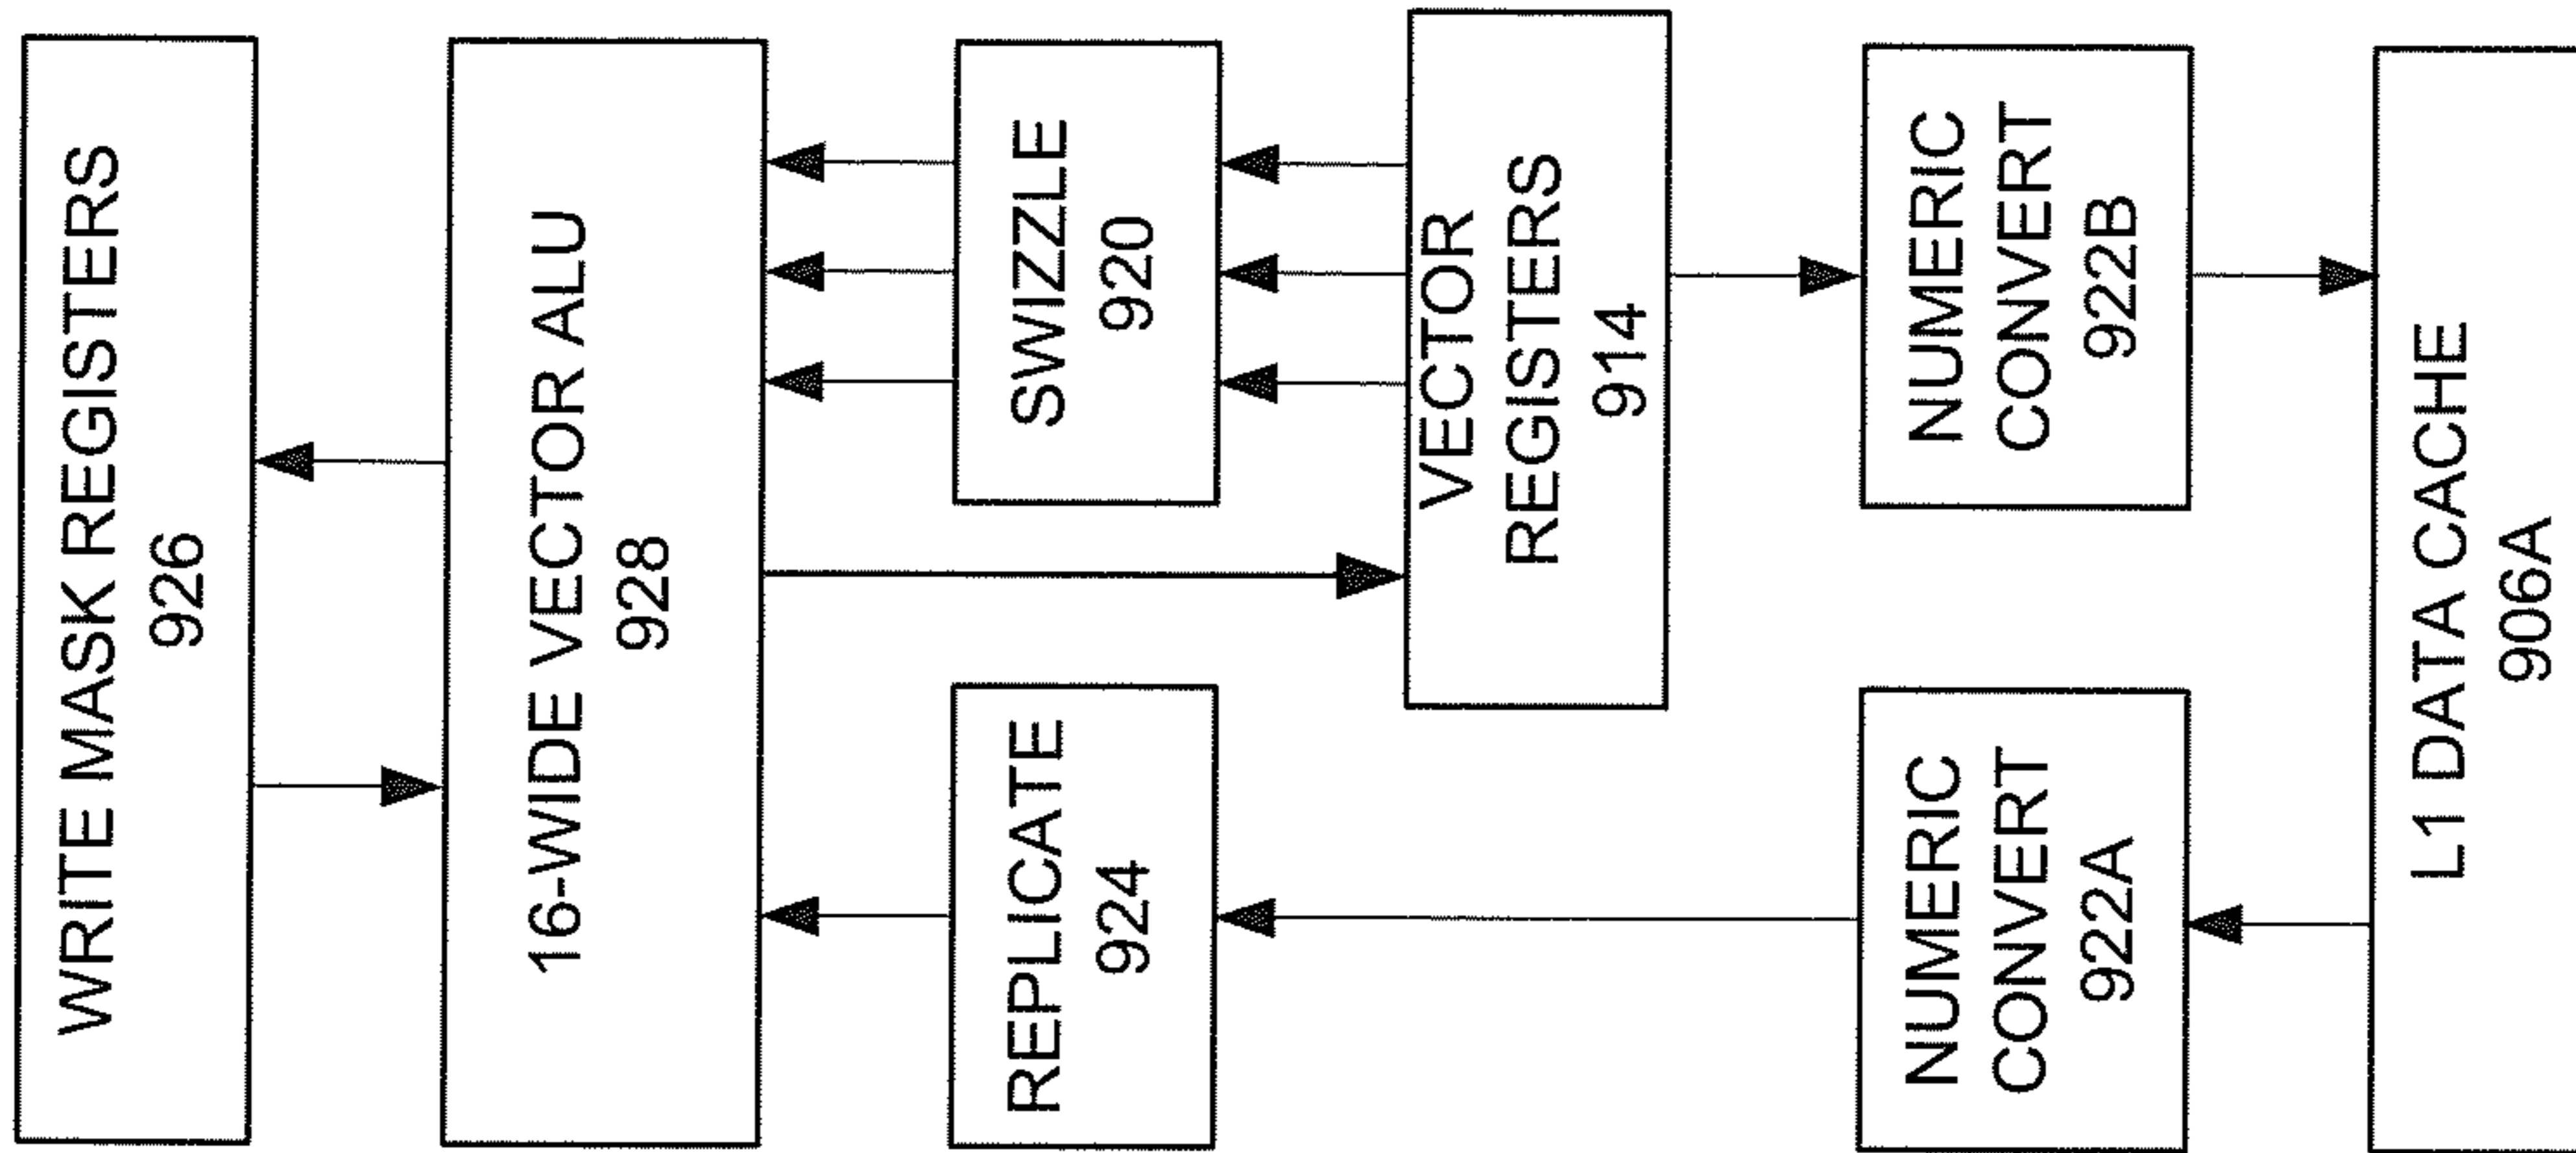 WRITE MASK REGISTERS
926
16-WIDE VECTOR ALU
928
REPLICATE
924
SWIZZLE
920
VECTOR
REGISTERS
914
NUMERIC
CONVERT
922A
NUMERIC
CONVERT
922B
L1 DATA CACHE
906A